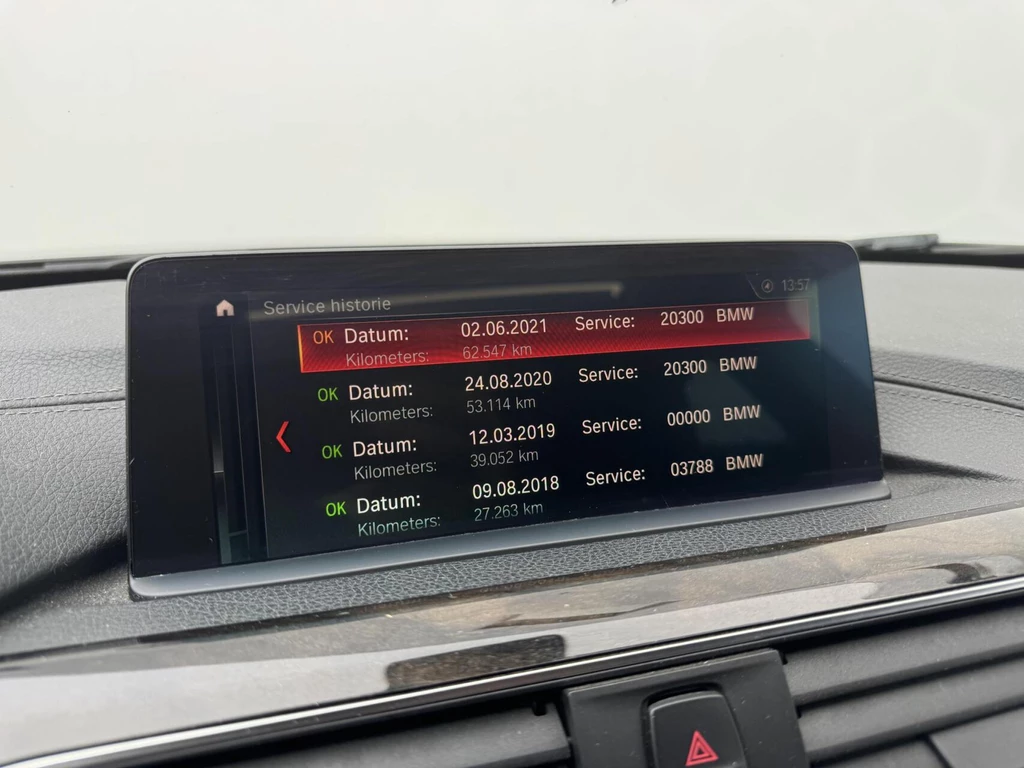 13:57
Service historie
OK Datum: 02.06.2021 Service: 20300 BMW
Kilometers: 62.547 km
OK Datum: 24.08.2020 Service: 20300 BMW
Kilometers: 53.114 km
OK Datum: 12.03.2019 Service: 00000 BMW
Kilometers: 39.052 km
OK Datum: 09.08.2018 Service: 03788 BMW
Kilometers: 27.263 km